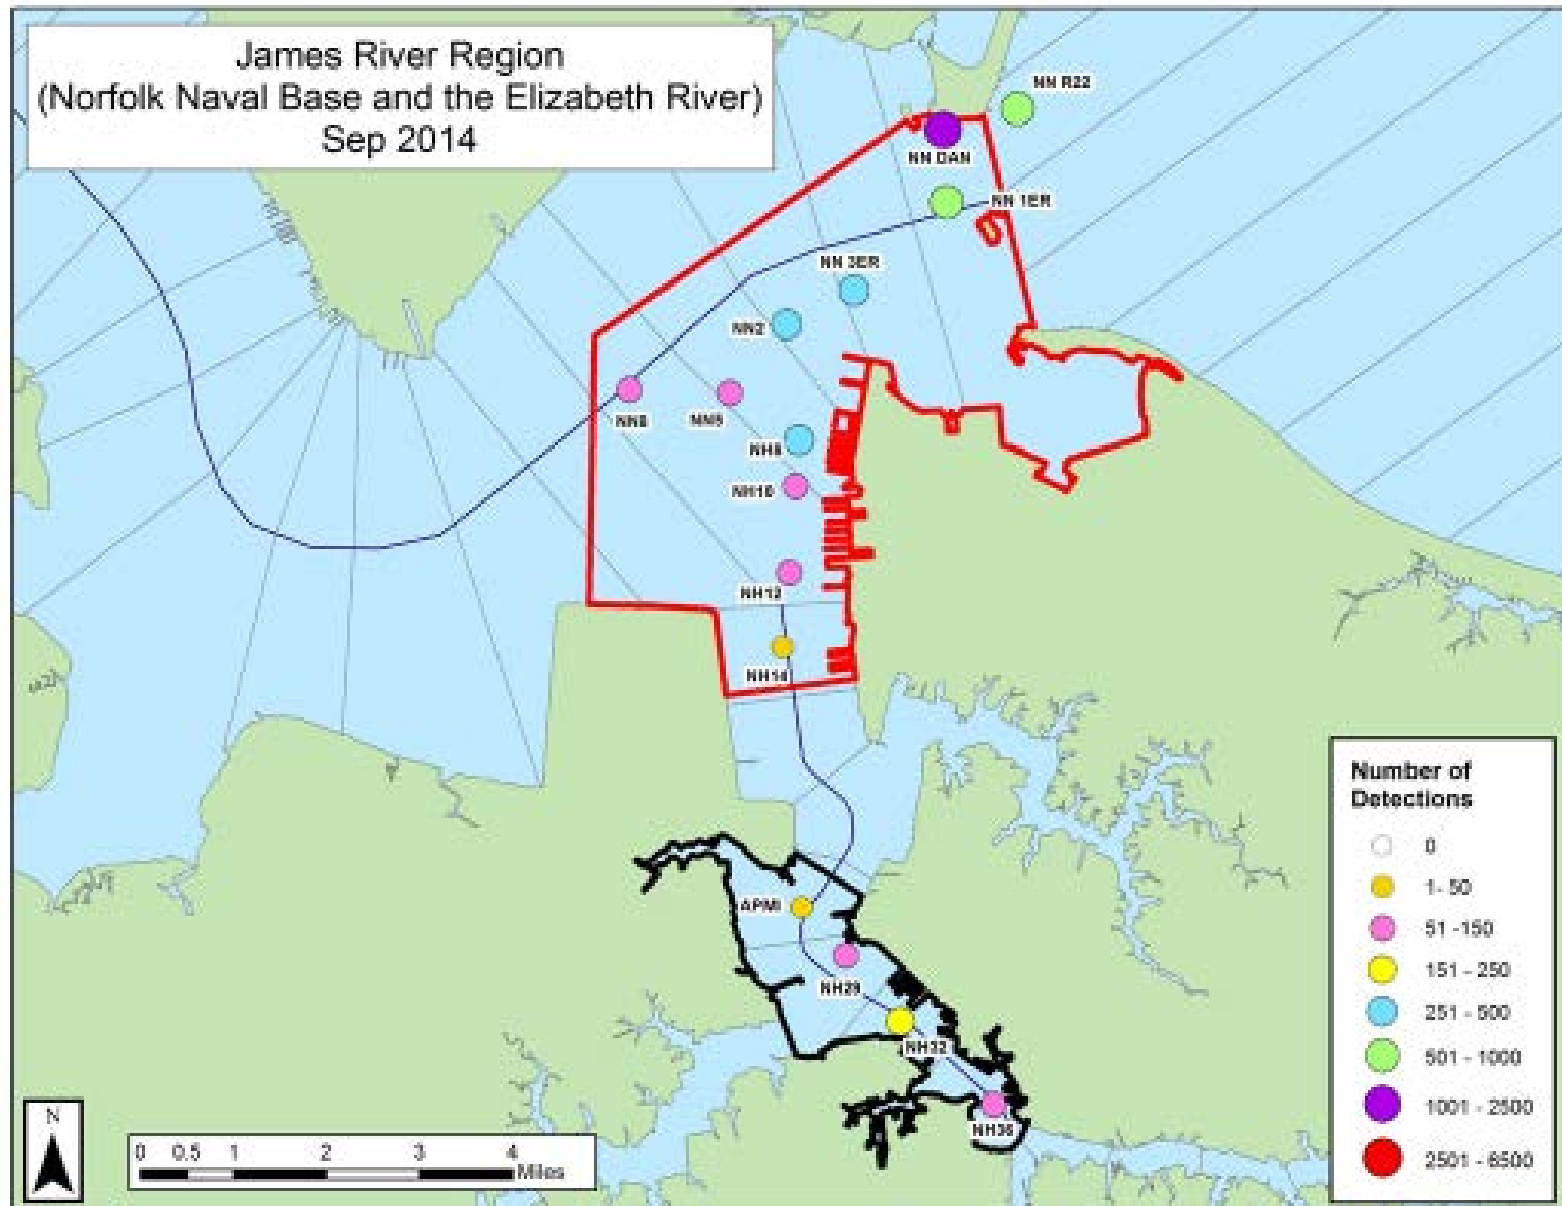 James River Region
(Norfolk Naval Base and the Elizabeth River)
Sep 2014
NN R22
NN DAN
NN 1ER
NN 3ER
NN2
NN5
NH8
NH10
NH12
NH14
APMI
NH29
NH32
NH36
Number of
Detections
0
1- 50
51 -150
151 - 250
251 - 500
501 - 1000
1001 - 2500
2501 - 6500
N
0 0.5 1 2 3 4
Miles